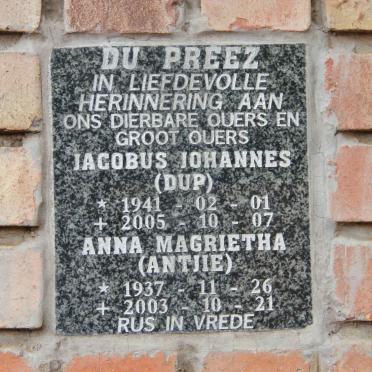 DU PREEZ
IN LIEFDEVOLLE
HERINNERING AAN
ONS DIERBARE OUERS EN
GROOT OUERS
JACOBUS JOHANNES
(DUP)
* 1941 - 02 - 01
+ 2005 - 10 - 07
ANNA MAGRIETHA
(ANTJIE)
* 1937 - 11 - 26
+ 2003 - 10 - 21
RUS IN VREDE